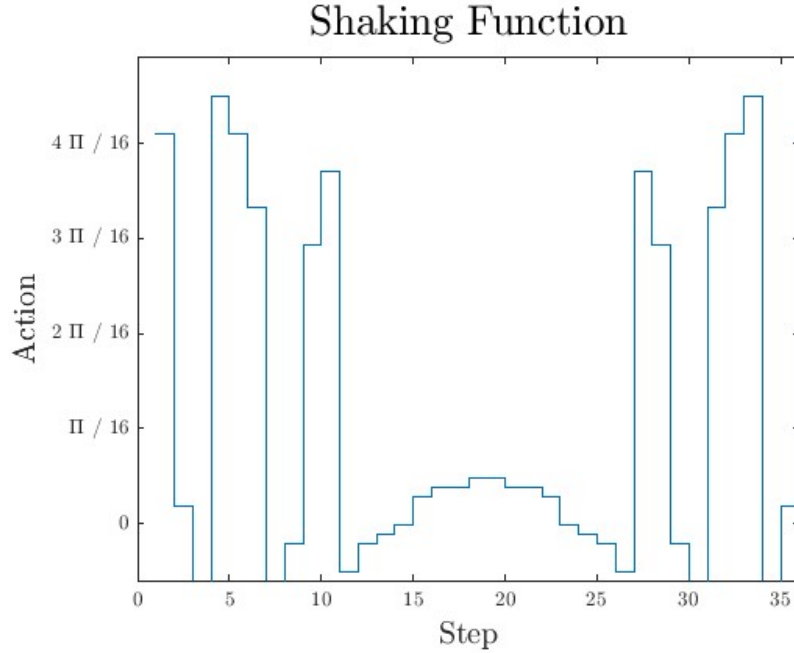 Shaking Function
Action
4 Π / 16
3 Π / 16
2 Π / 16
Π / 16
0
0 5 10 15 20 25 30 35
Step